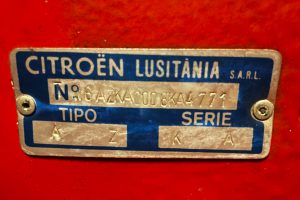 CITROËN LUSITÂNIA S.A.R.L.
Nº
TIPO SERIE
A Z K A